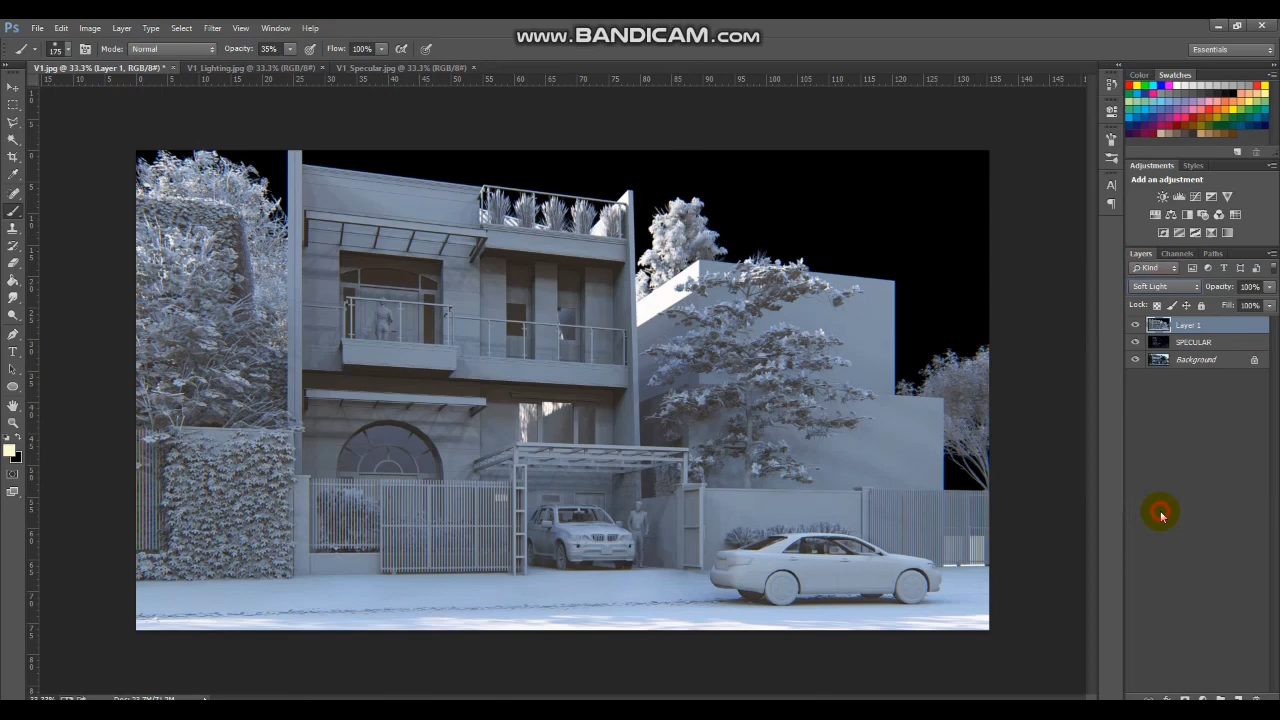 Ps File Edit Image Layer Type Select Filter View Window Help
www.BANDICAM.com
175 Mode: Normal Opacity: 35% Flow: 100% Essentials
V1.jpg @ 33.3% (Layer 1, RGB/8#) * × V1_Lighting.jpg @ 33.3% (RGB/8#) × V1_Specular.jpg @ 33.3% (RGB/8#) ×
Color Swatches
Adjustments Styles
Add an adjustment
Layers Channels Paths
Kind
Soft Light Opacity: 100%
Lock: Fill: 100%
Layer 1
SPECULAR
Background